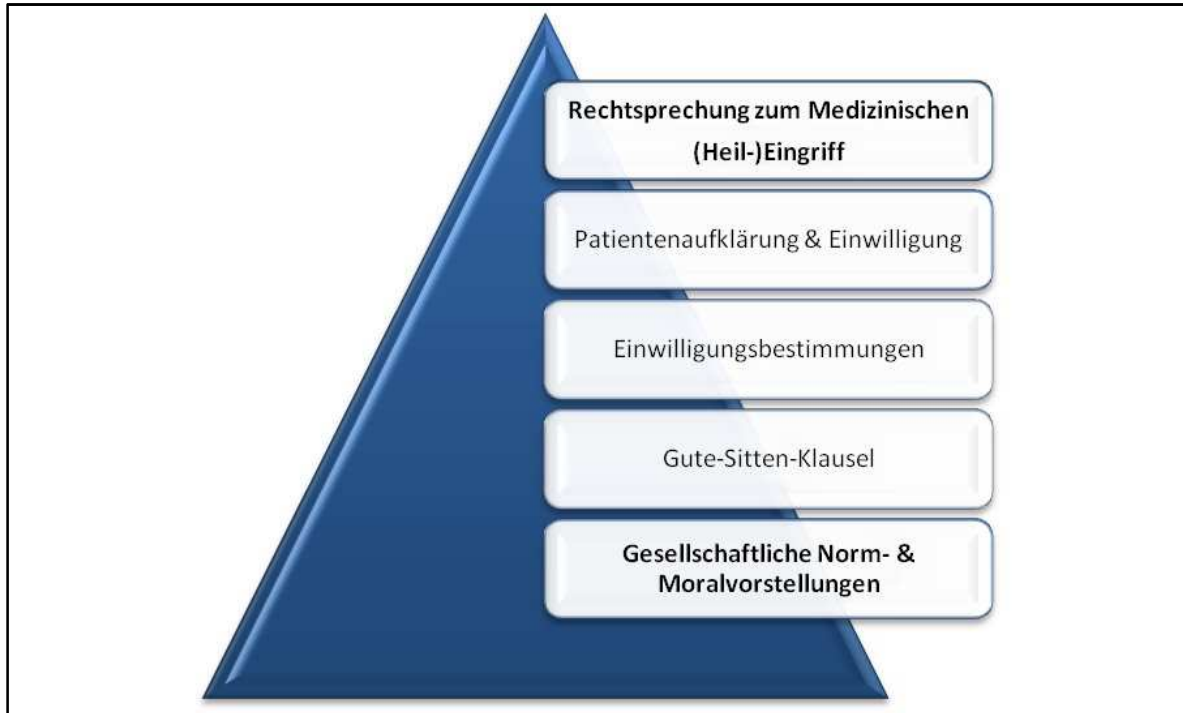 Rechtsprechung zum Medizinischen
(Heil-)Eingriff
Patientenaufklärung & Einwilligung
Einwilligungsbestimmungen
Gute-Sitten-Klausel
Gesellschaftliche Norm- &
Moralvorstellungen